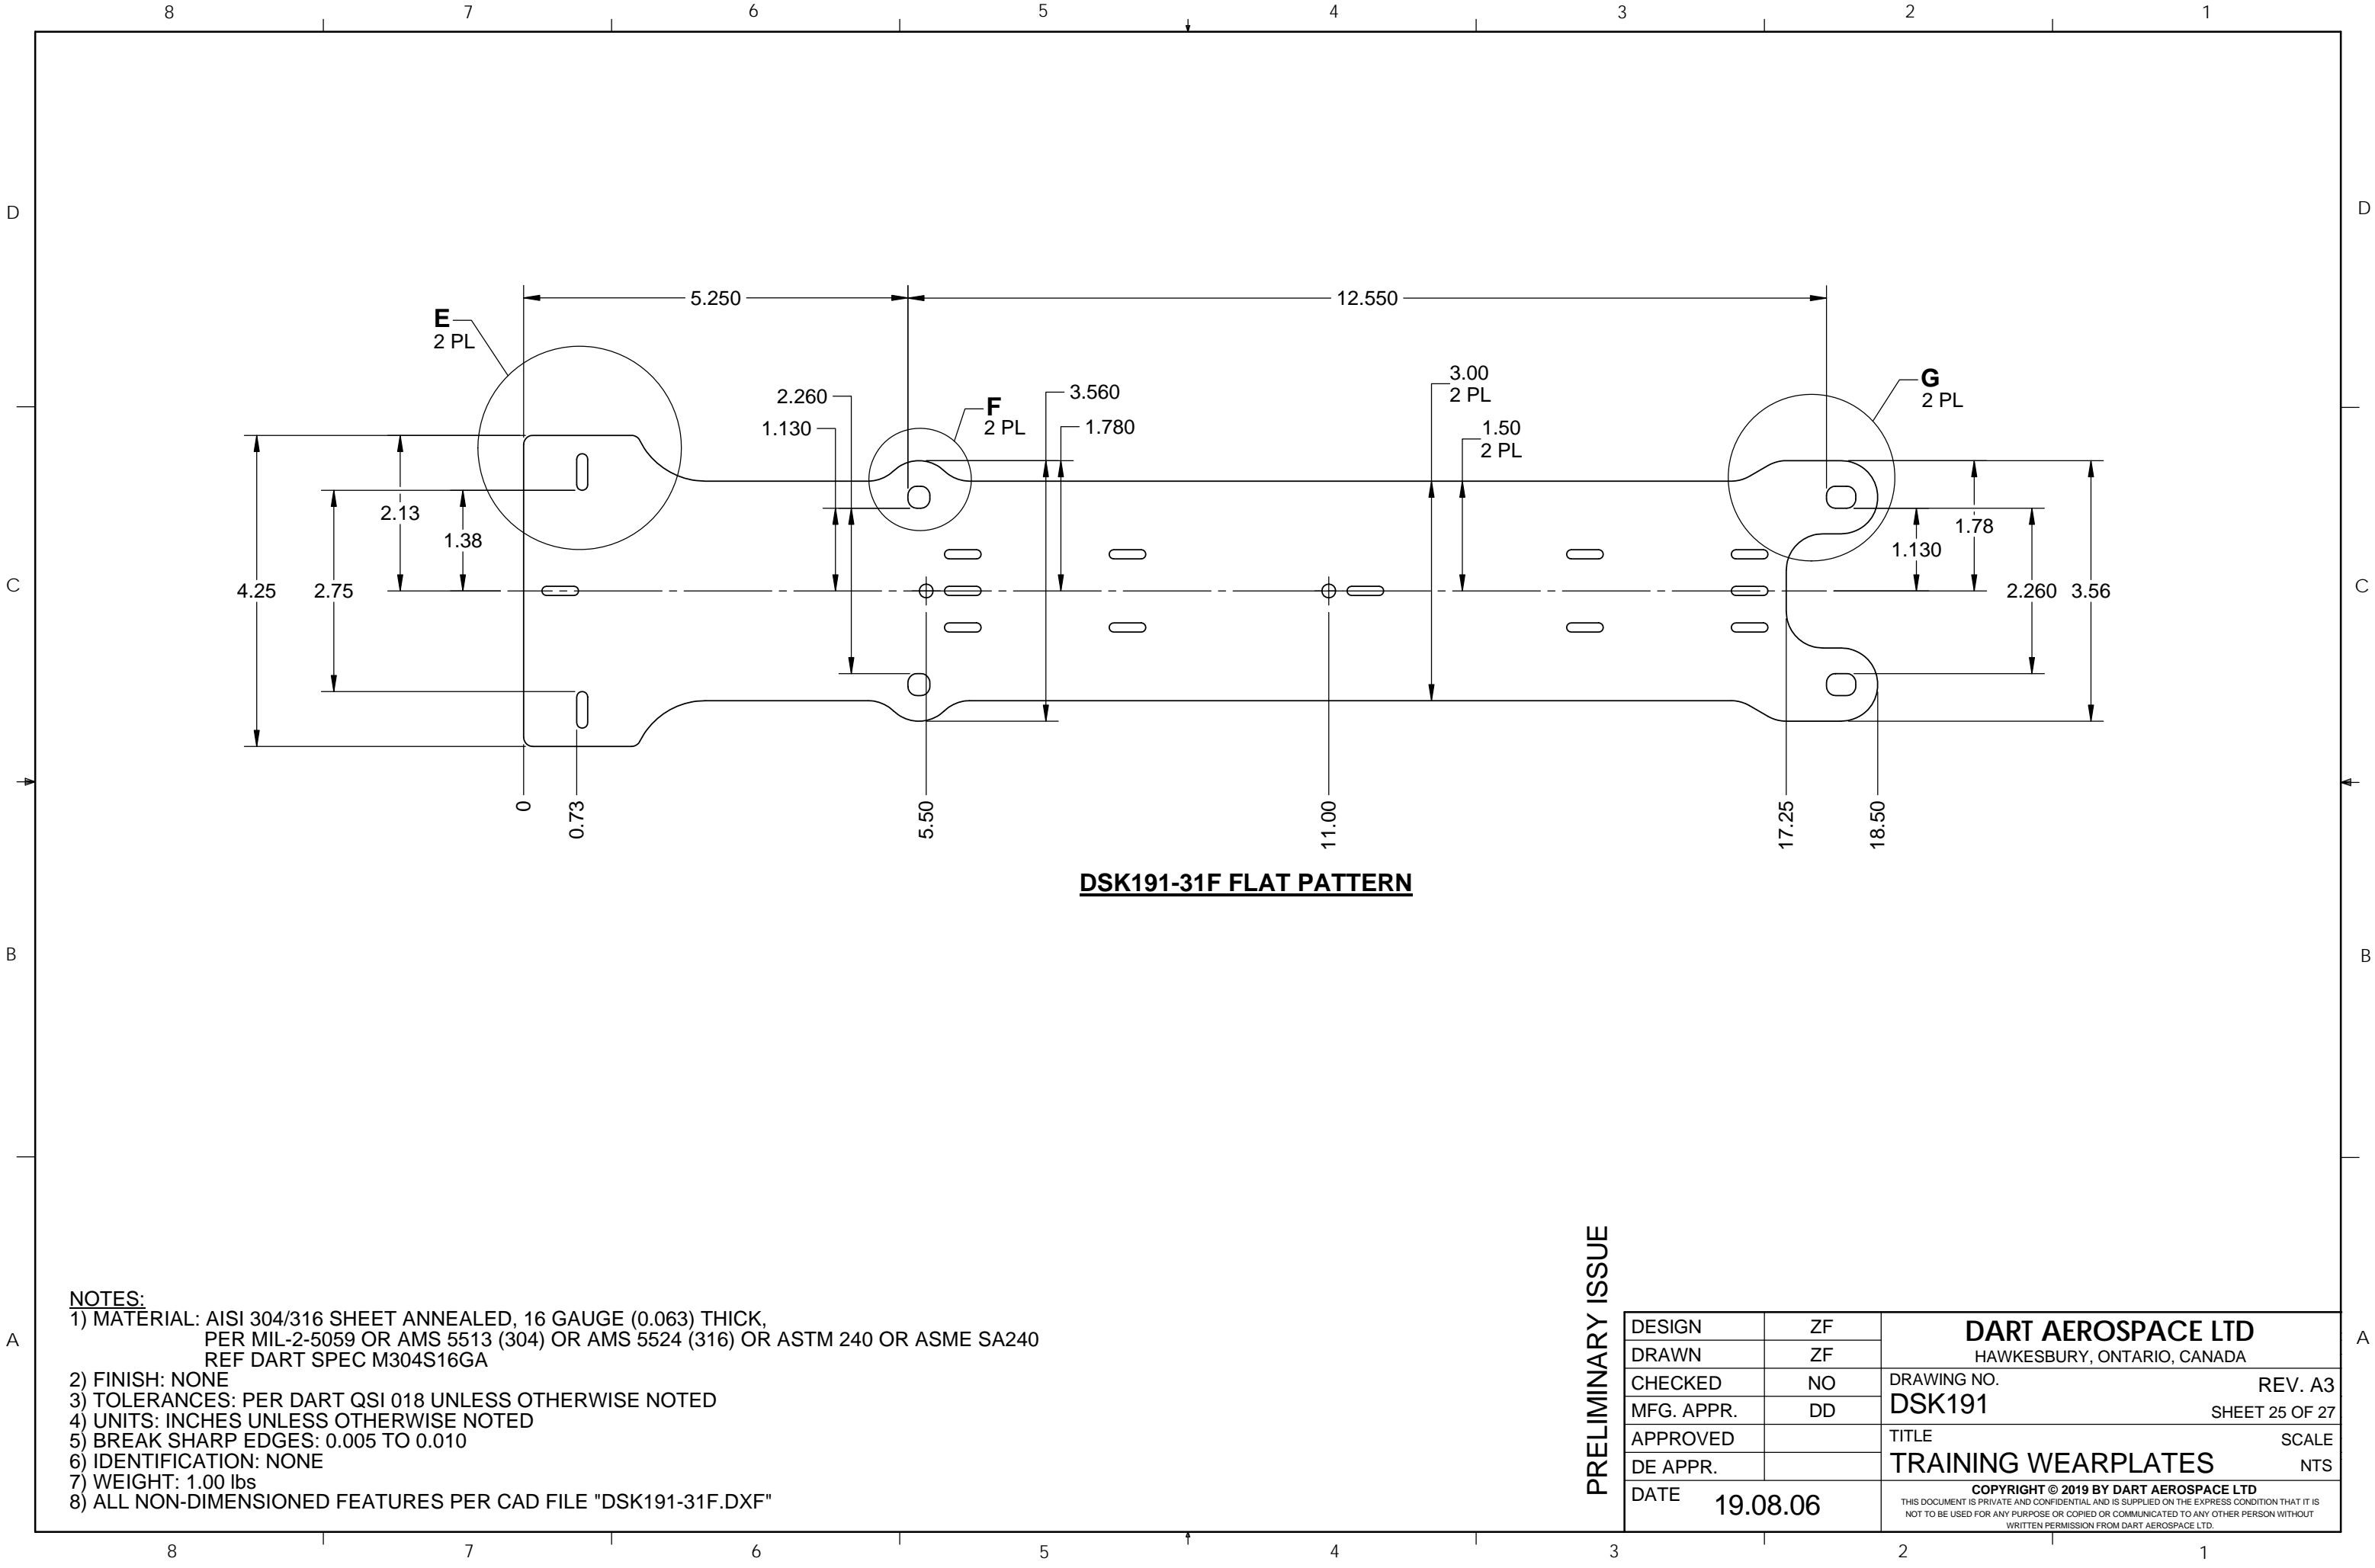 8 7 6 5 4 3 2 1
D D
5.250 12.550
E
2 PL
2.260
1.130
F
2 PL
3.560
1.780
3.00
2 PL
1.50
2 PL
G
2 PL
2.13
1.38
4.25 2.75
1.78
1.130
2.260 3.56
C C
0 0.73 5.50 11.00 17.25 18.50
DSK191-31F FLAT PATTERN
B B
NOTES:
1) MATERIAL: AISI 304/316 SHEET ANNEALED, 16 GAUGE (0.063) THICK,
PER MIL-2-5059 OR AMS 5513 (304) OR AMS 5524 (316) OR ASTM 240 OR ASME SA240
REF DART SPEC M304S16GA
2) FINISH: NONE
3) TOLERANCES: PER DART QSI 018 UNLESS OTHERWISE NOTED
4) UNITS: INCHES UNLESS OTHERWISE NOTED
5) BREAK SHARP EDGES: 0.005 TO 0.010
6) IDENTIFICATION: NONE
7) WEIGHT: 1.00 lbs
8) ALL NON-DIMENSIONED FEATURES PER CAD FILE "DSK191-31F.DXF"
A A
PRELIMINARY ISSUE
DESIGN ZF
DRAWN ZF
CHECKED NO
MFG. APPR. DD
APPROVED
DE APPR.
DATE 19.08.06
DART AEROSPACE LTD
HAWKESBURY, ONTARIO, CANADA
DRAWING NO. REV. A3
DSK191 SHEET 25 OF 27
TITLE SCALE
TRAINING WEARPLATES NTS
COPYRIGHT © 2019 BY DART AEROSPACE LTD
THIS DOCUMENT IS PRIVATE AND CONFIDENTIAL AND IS SUPPLIED ON THE EXPRESS CONDITION THAT IT IS
NOT TO BE USED FOR ANY PURPOSE OR COPIED OR COMMUNICATED TO ANY OTHER PERSON WITHOUT
WRITTEN PERMISSION FROM DART AEROSPACE LTD.
8 7 6 5 4 3 2 1